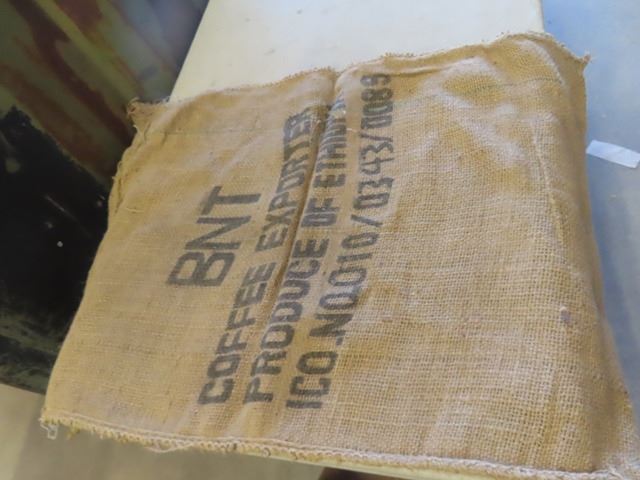 BNT
COFFEE EXPORTER
PRODUCE OF ETHIOPIA
ICO.NO.010/0343/0089